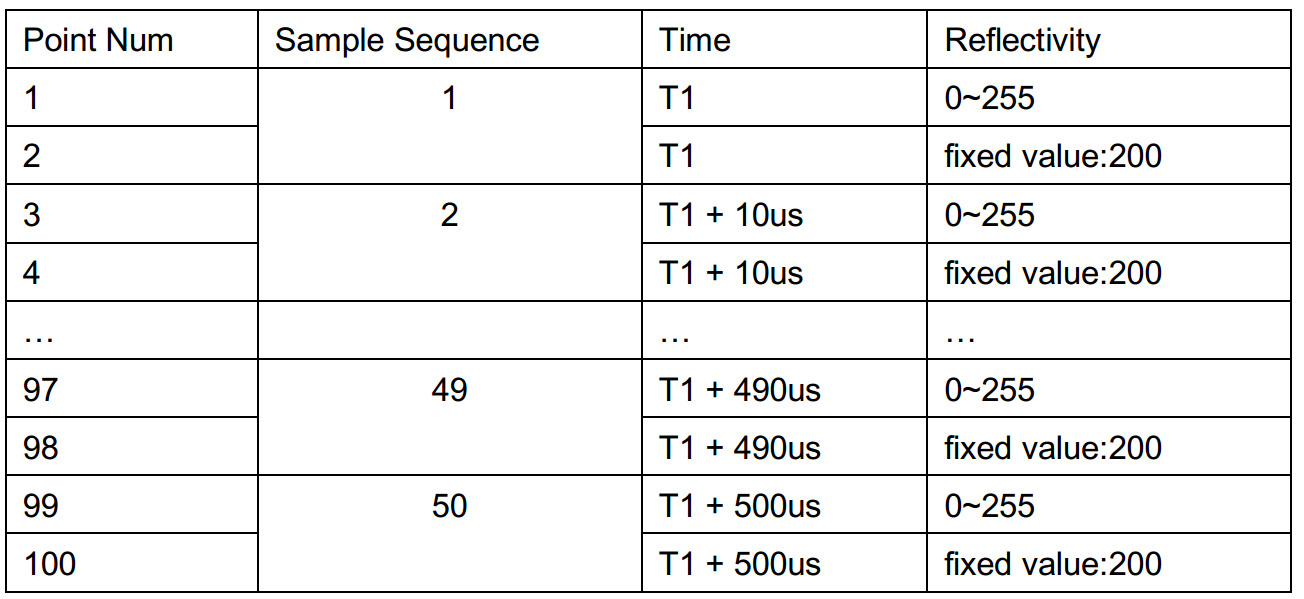 Point Num Sample Sequence Time Reflectivity
1 1 T1 0~255
2 T1 fixed value:200
3 2 T1 + 10us 0~255
4 T1 + 10us fixed value:200
… … …
97 49 T1 + 490us 0~255
98 T1 + 490us fixed value:200
99 50 T1 + 500us 0~255
100 T1 + 500us fixed value:200